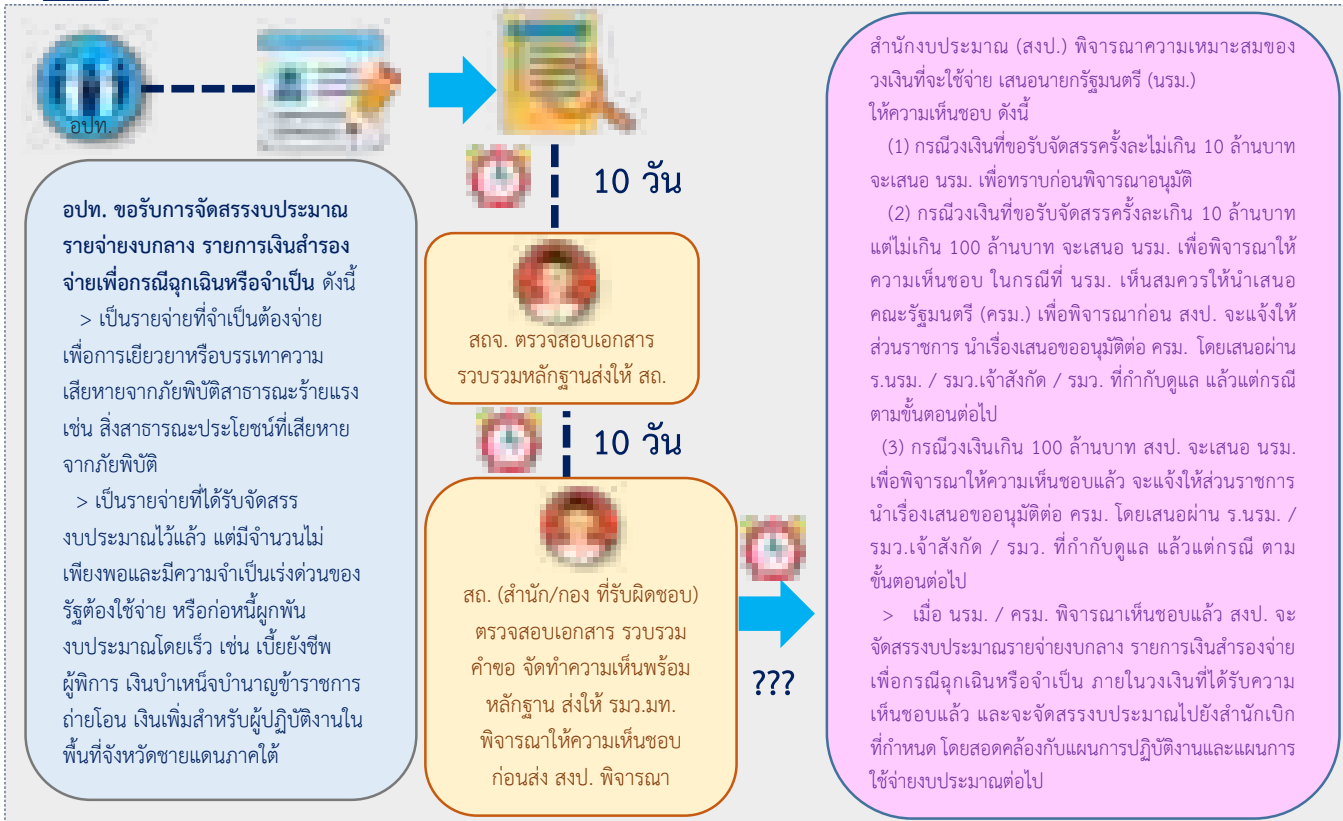 อปท.
อปท. ขอรับการจัดสรรงบประมาณ
รายจ่ายงบกลาง รายการเงินสำรอง
จ่ายเพื่อกรณีฉุกเฉินหรือจำเป็น ดังนี้
> เป็นรายจ่ายที่จำเป็นต้องจ่าย
เพื่อการเยียวยาหรือบรรเทาความ
เสียหายจากภัยพิบัติสาธารณะร้ายแรง
เช่น สิ่งสาธารณะประโยชน์ที่เสียหาย
จากภัยพิบัติ
> เป็นรายจ่ายที่ได้รับจัดสรร
งบประมาณไว้แล้ว แต่มีจำนวนไม่
เพียงพอและมีความจำเป็นเร่งด่วนของ
รัฐต้องใช้จ่าย หรือก่อหนี้ผูกพัน
งบประมาณโดยเร็ว เช่น เบี้ยยังชีพ
ผู้พิการ เงินบำเหน็จบำนาญข้าราชการ
ถ่ายโอน เงินเพิ่มสำหรับผู้ปฏิบัติงานใน
พื้นที่จังหวัดชายแดนภาคใต้
10 วัน
สถจ. ตรวจสอบเอกสาร
รวบรวมหลักฐานส่งให้ สถ.
10 วัน
สถ. (สำนัก/กอง ที่รับผิดชอบ)
ตรวจสอบเอกสาร รวบรวม
คำขอ จัดทำความเห็นพร้อม
หลักฐาน ส่งให้ รมว.มท.
พิจารณาให้ความเห็นชอบ
ก่อนส่ง สงป. พิจารณา
???
สำนักงบประมาณ (สงป.) พิจารณาความเหมาะสมของ
วงเงินที่จะใช้จ่าย เสนอนายกรัฐมนตรี (นรม.)
ให้ความเห็นชอบ ดังนี้
(1) กรณีวงเงินที่ขอรับจัดสรรครั้งละไม่เกิน 10 ล้านบาท
จะเสนอ นรม. เพื่อทราบก่อนพิจารณาอนุมัติ
(2) กรณีวงเงินที่ขอรับจัดสรรครั้งละเกิน 10 ล้านบาท
แต่ไม่เกิน 100 ล้านบาท จะเสนอ นรม. เพื่อพิจารณาให้
ความเห็นชอบ ในกรณีที่ นรม. เห็นสมควรให้นำเสนอ
คณะรัฐมนตรี (ครม.) เพื่อพิจารณาก่อน สงป. จะแจ้งให้
ส่วนราชการ นำเรื่องเสนอขออนุมัติต่อ ครม. โดยเสนอผ่าน
ร.นรม. / รมว.เจ้าสังกัด / รมว. ที่กำกับดูแล แล้วแต่กรณี
ตามขั้นตอนต่อไป
(3) กรณีวงเงินเกิน 100 ล้านบาท สงป. จะเสนอ นรม.
เพื่อพิจารณาให้ความเห็นชอบแล้ว จะแจ้งให้ส่วนราชการ
นำเรื่องเสนอขออนุมัติต่อ ครม. โดยเสนอผ่าน ร.นรม. /
รมว.เจ้าสังกัด / รมว. ที่กำกับดูแล แล้วแต่กรณี ตาม
ขั้นตอนต่อไป
> เมื่อ นรม. / ครม. พิจารณาเห็นชอบแล้ว สงป. จะ
จัดสรรงบประมาณรายจ่ายงบกลาง รายการเงินสำรองจ่าย
เพื่อกรณีฉุกเฉินหรือจำเป็น ภายในวงเงินที่ได้รับความ
เห็นชอบแล้ว และจะจัดสรรงบประมาณไปยังสำนักเบิก
ที่กำหนด โดยสอดคล้องกับแผนการปฏิบัติงานและแผนการ
ใช้จ่ายงบประมาณต่อไป